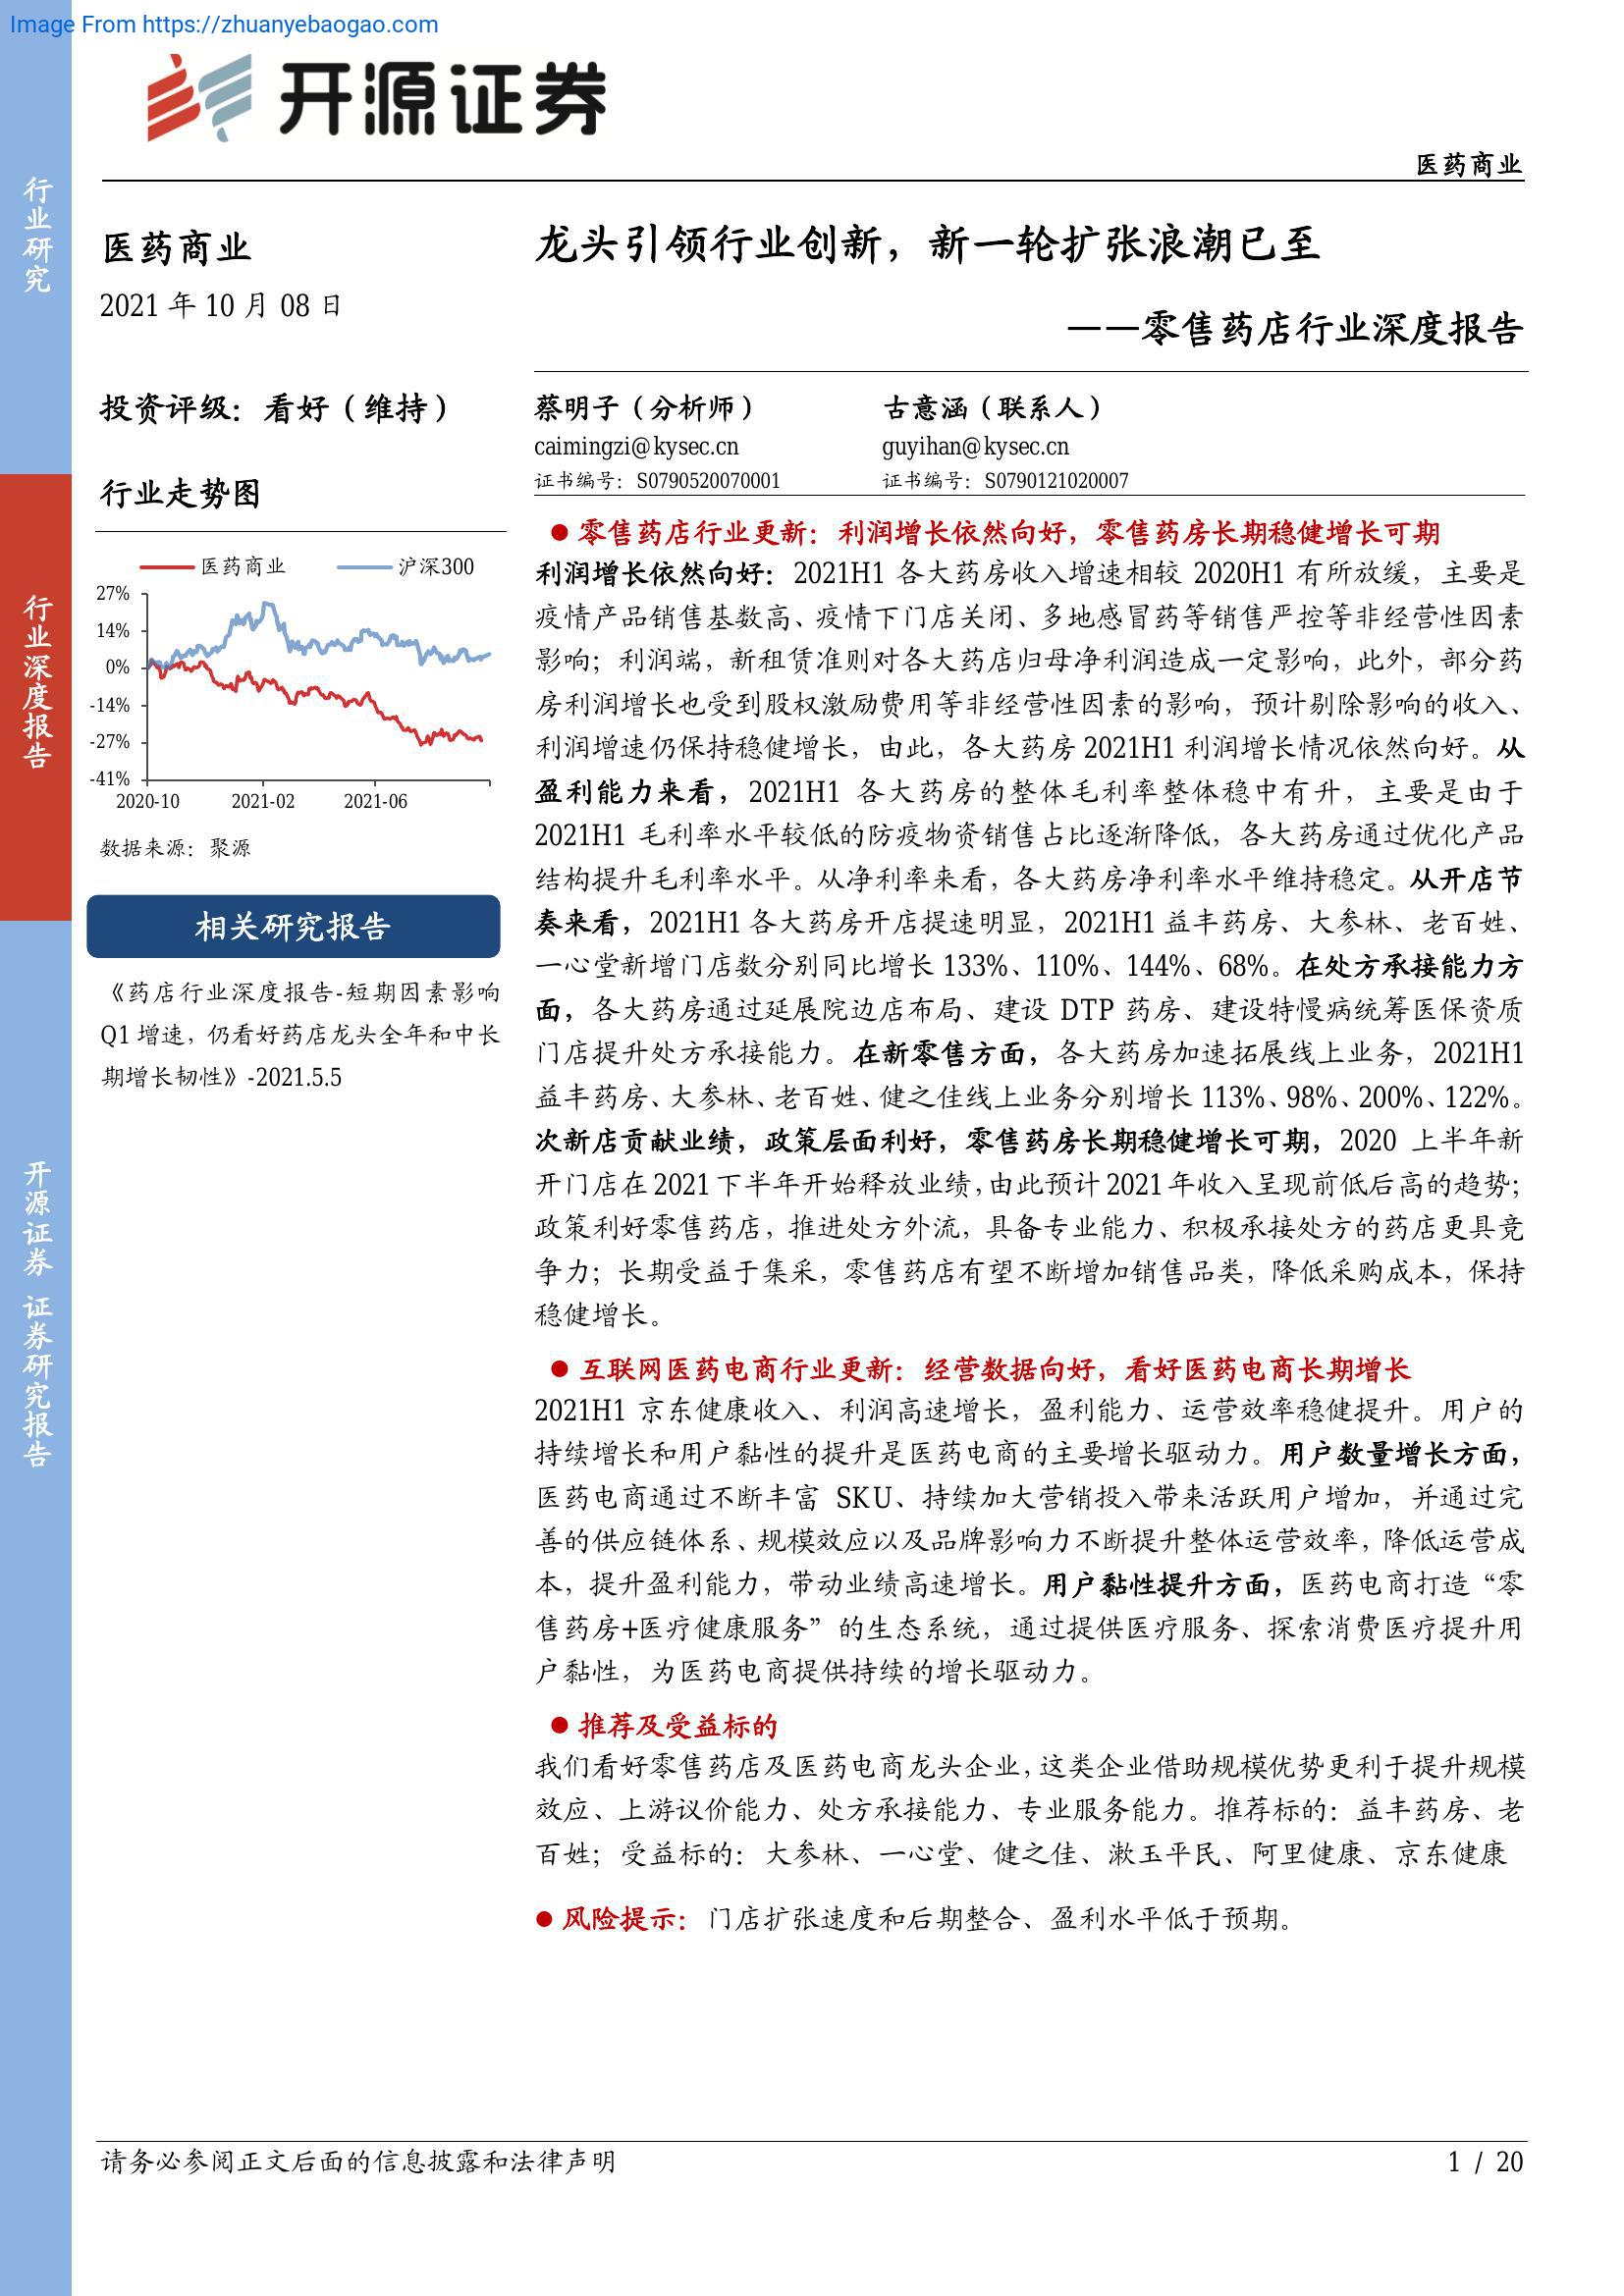 Image From https://zhuanyebaogao.com
开源证券
医药商业
行业研究
行业深度报告
开源证券 证券研究报告
医药商业
2021 年 10 月 08 日
投资评级：看好（维持）
行业走势图
医药商业 沪深300
27%
14%
0%
-14%
-27%
-41%
2020-10 2021-02 2021-06
数据来源：聚源
相关研究报告
《药店行业深度报告-短期因素影响
Q1 增速，仍看好药店龙头全年和中长
期增长韧性》-2021.5.5
龙头引领行业创新，新一轮扩张浪潮已至
——零售药店行业深度报告
蔡明子（分析师） 古意涵（联系人）
caimingzi@kysec.cn guyihan@kysec.cn
证书编号：S0790520070001 证书编号：S0790121020007
● 零售药店行业更新：利润增长依然向好，零售药房长期稳健增长可期
利润增长依然向好：2021H1 各大药房收入增速相较 2020H1 有所放缓，主要是
疫情产品销售基数高、疫情下门店关闭、多地感冒药等销售严控等非经营性因素
影响；利润端，新租赁准则对各大药店归母净利润造成一定影响，此外，部分药
房利润增长也受到股权激励费用等非经营性因素的影响，预计剔除影响的收入、
利润增速仍保持稳健增长，由此，各大药房 2021H1 利润增长情况依然向好。从
盈利能力来看，2021H1 各大药房的整体毛利率整体稳中有升，主要是由于
2021H1 毛利率水平较低的防疫物资销售占比逐渐降低，各大药房通过优化产品
结构提升毛利率水平。从净利率来看，各大药房净利率水平维持稳定。从开店节
奏来看，2021H1 各大药房开店提速明显，2021H1 益丰药房、大参林、老百姓、
一心堂新增门店数分别同比增长 133%、110%、144%、68%。在处方承接能力方
面，各大药房通过延展院边店布局、建设 DTP 药房、建设特慢病统筹医保资质
门店提升处方承接能力。在新零售方面，各大药房加速拓展线上业务，2021H1
益丰药房、大参林、老百姓、健之佳线上业务分别增长 113%、98%、200%、122%。
次新店贡献业绩，政策层面利好，零售药房长期稳健增长可期，2020 上半年新
开门店在 2021 下半年开始释放业绩，由此预计 2021 年收入呈现前低后高的趋势；
政策利好零售药店，推进处方外流，具备专业能力、积极承接处方的药店更具竞
争力；长期受益于集采，零售药店有望不断增加销售品类，降低采购成本，保持
稳健增长。
● 互联网医药电商行业更新：经营数据向好，看好医药电商长期增长
2021H1 京东健康收入、利润高速增长，盈利能力、运营效率稳健提升。用户的
持续增长和用户黏性的提升是医药电商的主要增长驱动力。用户数量增长方面，
医药电商通过不断丰富 SKU、持续加大营销投入带来活跃用户增加，并通过完
善的供应链体系、规模效应以及品牌影响力不断提升整体运营效率，降低运营成
本，提升盈利能力，带动业绩高速增长。用户黏性提升方面，医药电商打造“零
售药房+医疗健康服务”的生态系统，通过提供医疗服务、探索消费医疗提升用
户黏性，为医药电商提供持续的增长驱动力。
● 推荐及受益标的
我们看好零售药店及医药电商龙头企业，这类企业借助规模优势更利于提升规模
效应、上游议价能力、处方承接能力、专业服务能力。推荐标的：益丰药房、老
百姓；受益标的：大参林、一心堂、健之佳、漱玉平民、阿里健康、京东健康
● 风险提示：门店扩张速度和后期整合、盈利水平低于预期。
请务必参阅正文后面的信息披露和法律声明
1 / 20